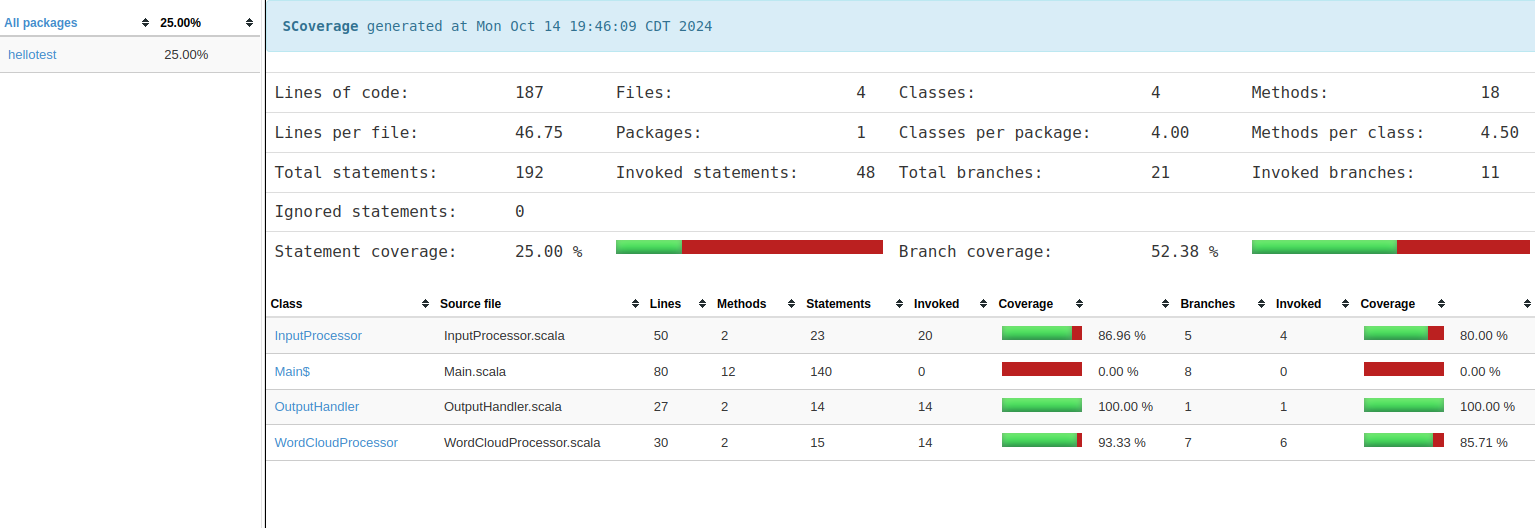 All packages 25.00%
hellotest 25.00%
SCoverage generated at Mon Oct 14 19:46:09 CDT 2024
Lines of code: 187 Files: 4 Classes: 4 Methods: 18
Lines per file: 46.75 Packages: 1 Classes per package: 4.00 Methods per class: 4.50
Total statements: 192 Invoked statements: 48 Total branches: 21 Invoked branches: 11
Ignored statements: 0
Statement coverage: 25.00 % Branch coverage: 52.38 %
Class Source file Lines Methods Statements Invoked Coverage Branches Invoked Coverage
InputProcessor InputProcessor.scala 50 2 23 20 86.96 % 5 4 80.00 %
Main$ Main.scala 80 12 140 0 0.00 % 8 0 0.00 %
OutputHandler OutputHandler.scala 27 2 14 14 100.00 % 1 1 100.00 %
WordCloudProcessor WordCloudProcessor.scala 30 2 15 14 93.33 % 7 6 85.71 %